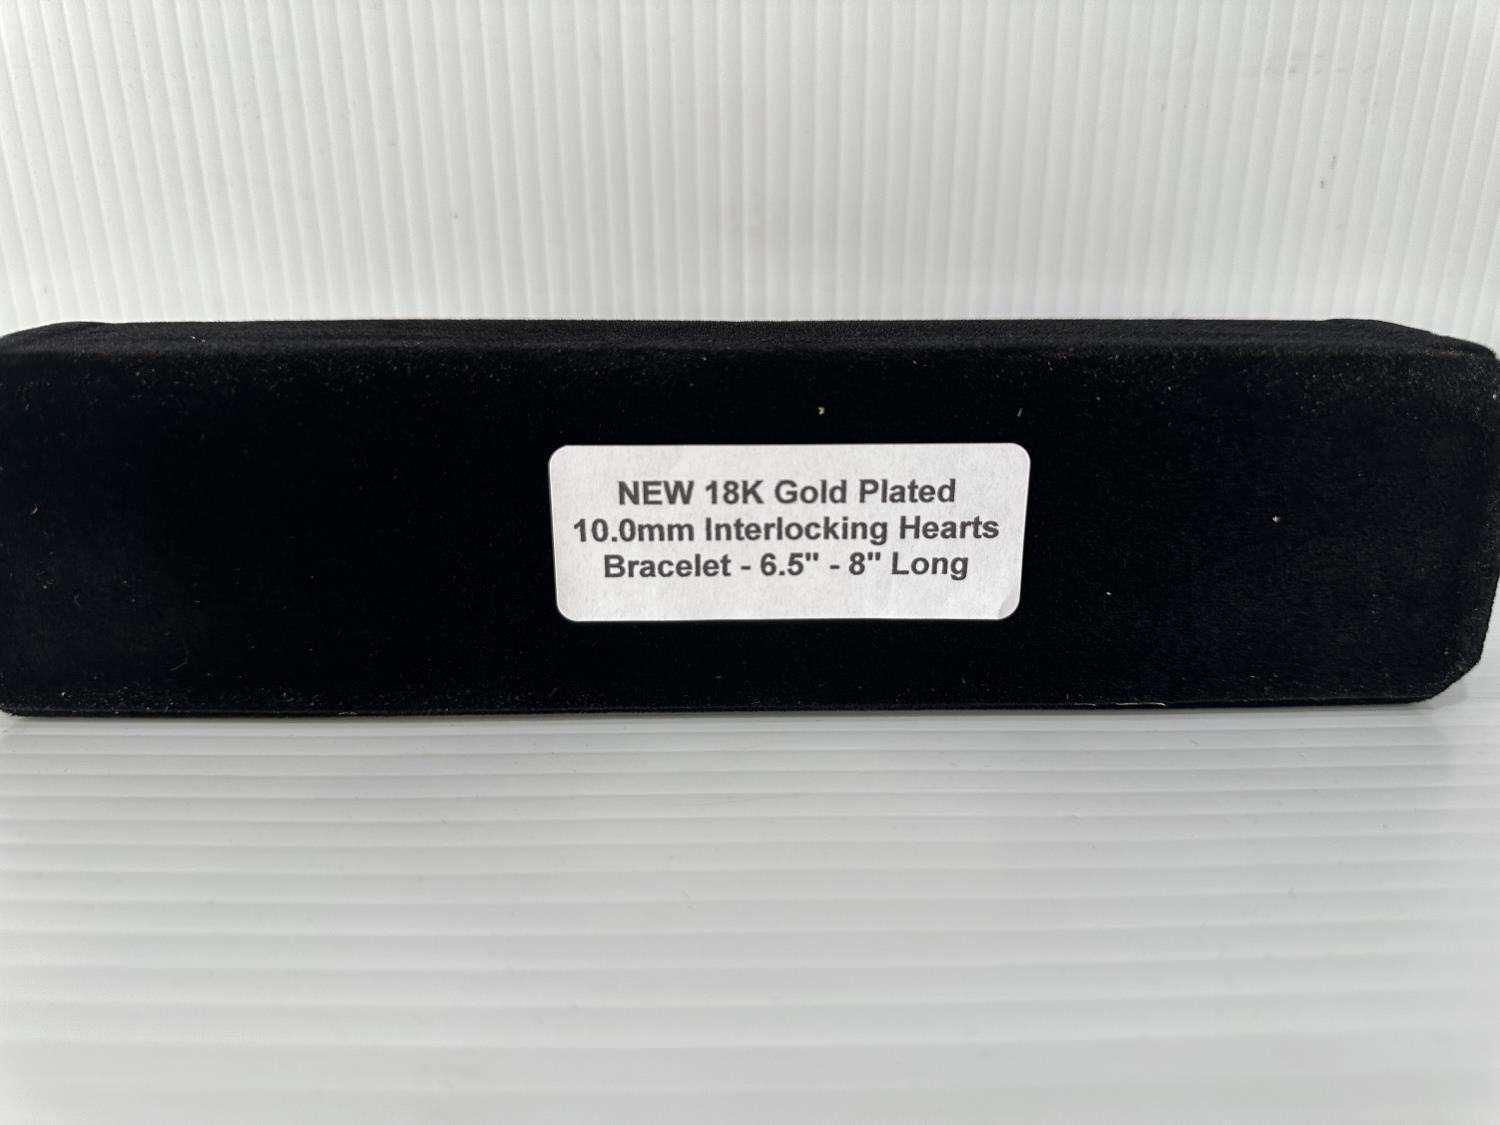 NEW 18K Gold Plated
10.0mm Interlocking Hearts
Bracelet - 6.5" - 8" Long